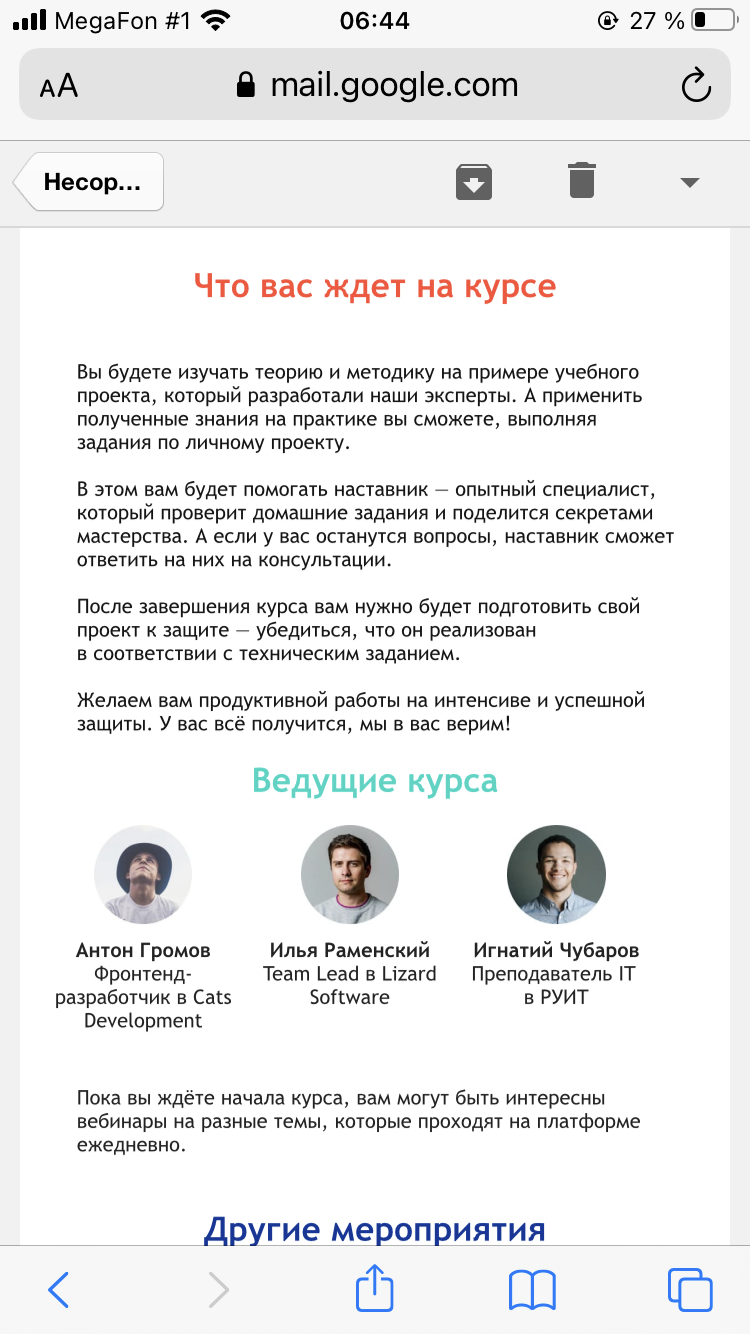 MegaFon #1
06:44
27 %
AA
mail.google.com
Несор...
Что вас ждет на курсе
Вы будете изучать теорию и методику на примере учебного
проекта, который разработали наши эксперты. А применить
полученные знания на практике вы сможете, выполняя
задания по личному проекту.
В этом вам будет помогать наставник — опытный специалист,
который проверит домашние задания и поделится секретами
мастерства. А если у вас останутся вопросы, наставник сможет
ответить на них на консультации.
После завершения курса вам нужно будет подготовить свой
проект к защите — убедиться, что он реализован
в соответствии с техническим заданием.
Желаем вам продуктивной работы на интенсиве и успешной
защиты. У вас всё получится, мы в вас верим!
Ведущие курса
Антон Громов
Фронтенд-
разработчик в Cats
Development
Илья Раменский
Team Lead в Lizard
Software
Игнатий Чубаров
Преподаватель IT
в РУИТ
Пока вы ждёте начала курса, вам могут быть интересны
вебинары на разные темы, которые проходят на платформе
ежедневно.
Другие мероприятия